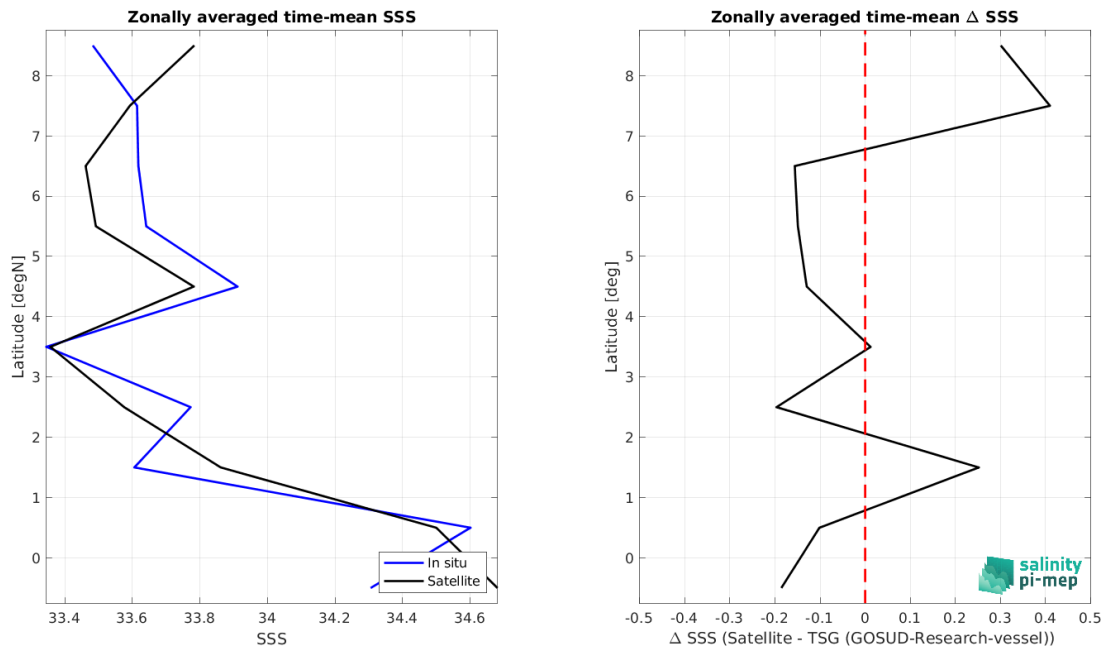 Zonally averaged time-mean SSS
8
7
6
5
4
3
2
1
0
Latitude [degN]
33.4 33.6 33.8 34 34.2 34.4 34.6
SSS
In situ
Satellite
Zonally averaged time-mean Δ SSS
8
7
6
5
4
3
2
1
0
Latitude [deg]
-0.5 -0.4 -0.3 -0.2 -0.1 0 0.1 0.2 0.3 0.4 0.5
Δ SSS (Satellite - TSG (GOSUD-Research-vessel))
salinity
pi-mep